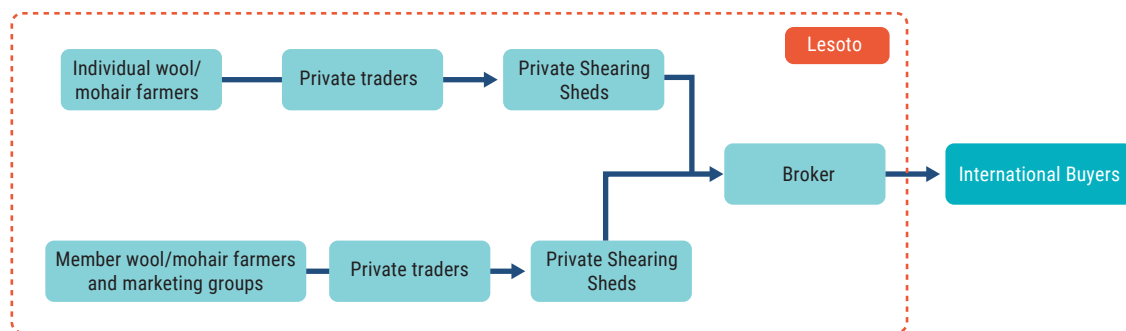 Lesoto
Individual wool/
mohair farmers
Private traders
Private Shearing
Sheds
Broker
International Buyers
Member wool/mohair farmers
and marketing groups
Private traders
Private Shearing
Sheds